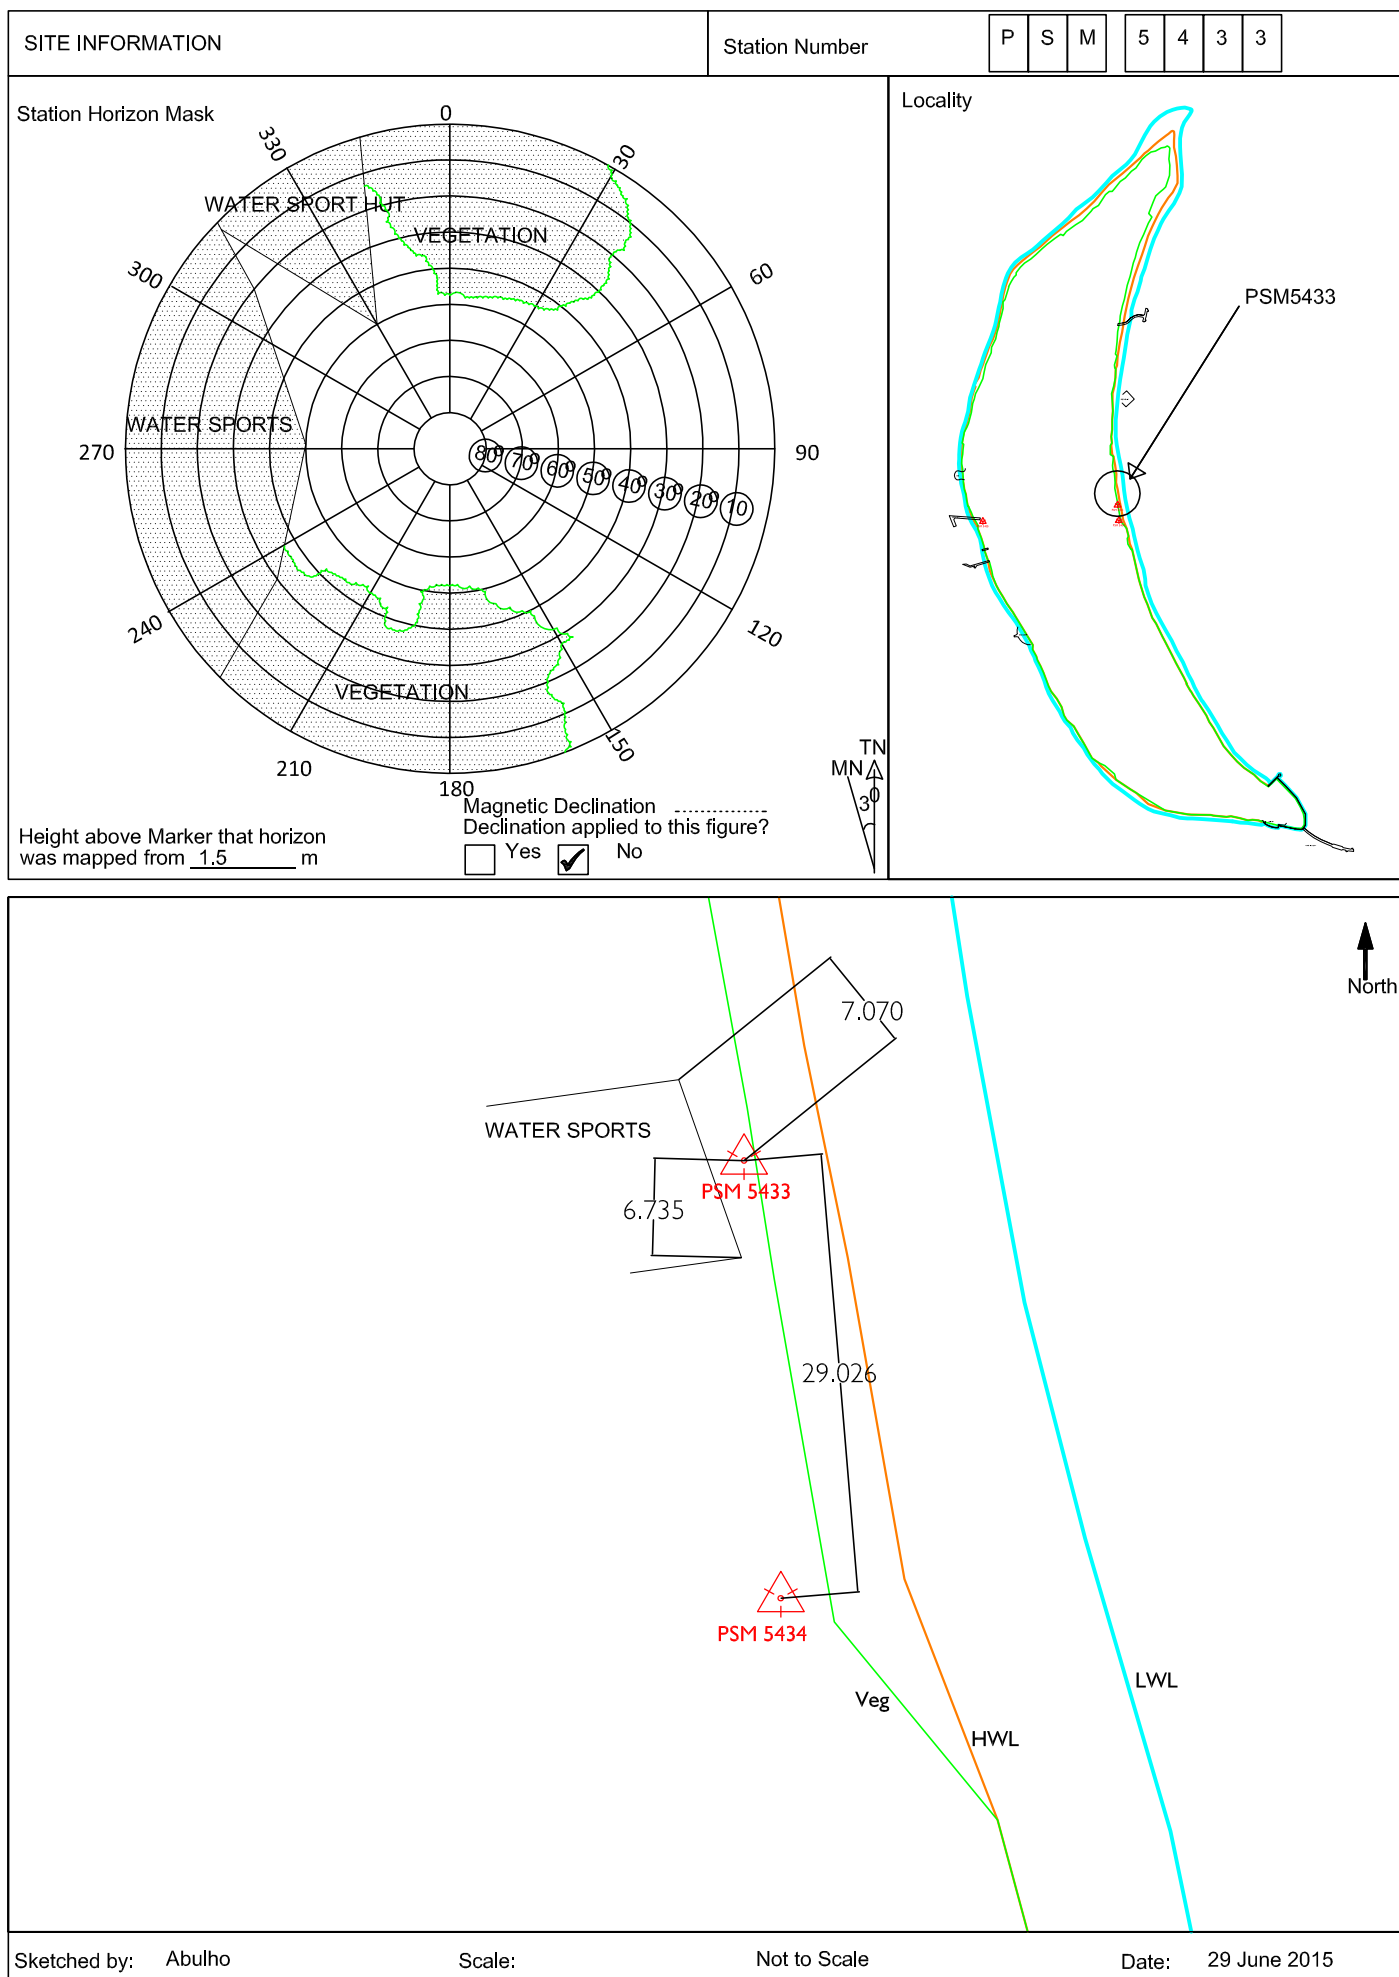 SITE INFORMATION
Station Number
P S M 5 4 3 3
Station Horizon Mask
Locality
0
330
30
WATER SPORT HUT
VEGETATION
300
60
PSM5433
WATER SPORTS
270
90
80° 70° 60° 50° 40° 30° 20° 10
240
120
VEGETATION
150
210
180
TN
MN
3°
Magnetic Declination
Declination applied to this figure?
Yes
No
Height above Marker that horizon
was mapped from 1.5 m
North
7.070
WATER SPORTS
PSM 5433
6.735
29.026
PSM 5434
Veg
LWL
HWL
Sketched by: Abulho
Scale: Not to Scale
Date: 29 June 2015